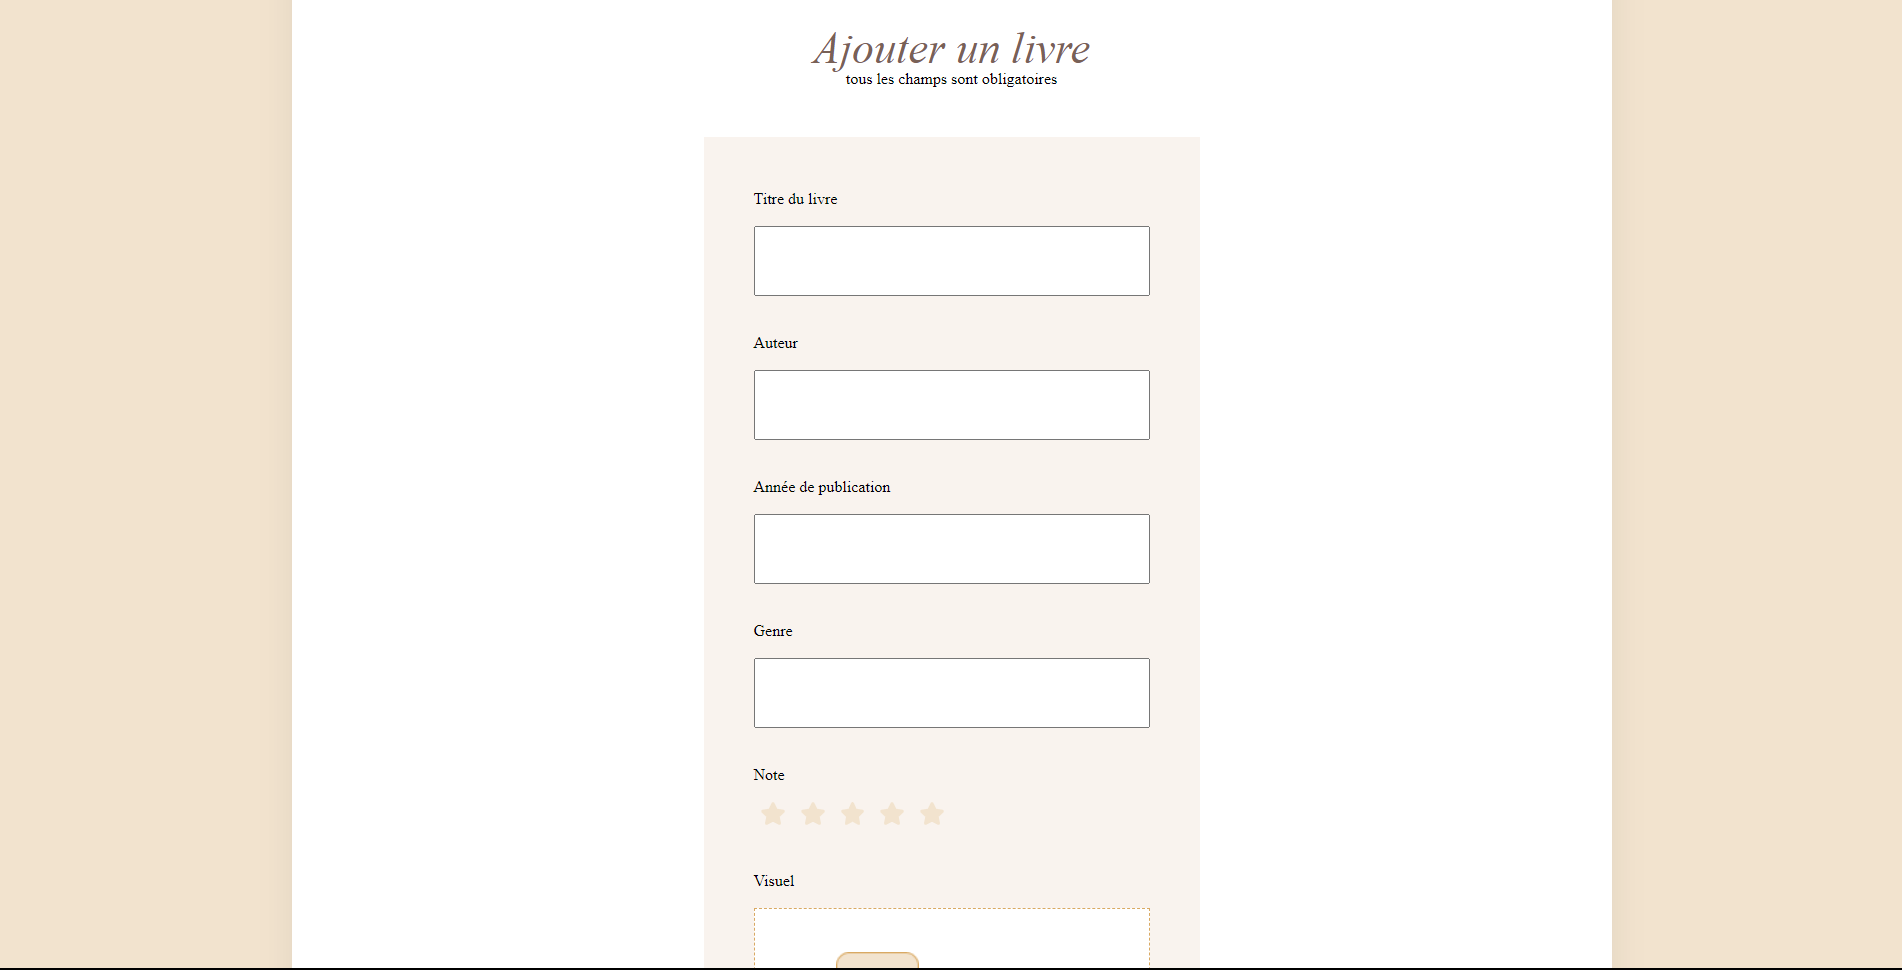 Ajouter un livre
tous les champs sont obligatoires
Titre du livre
Auteur
Année de publication
Genre
Note
Visuel